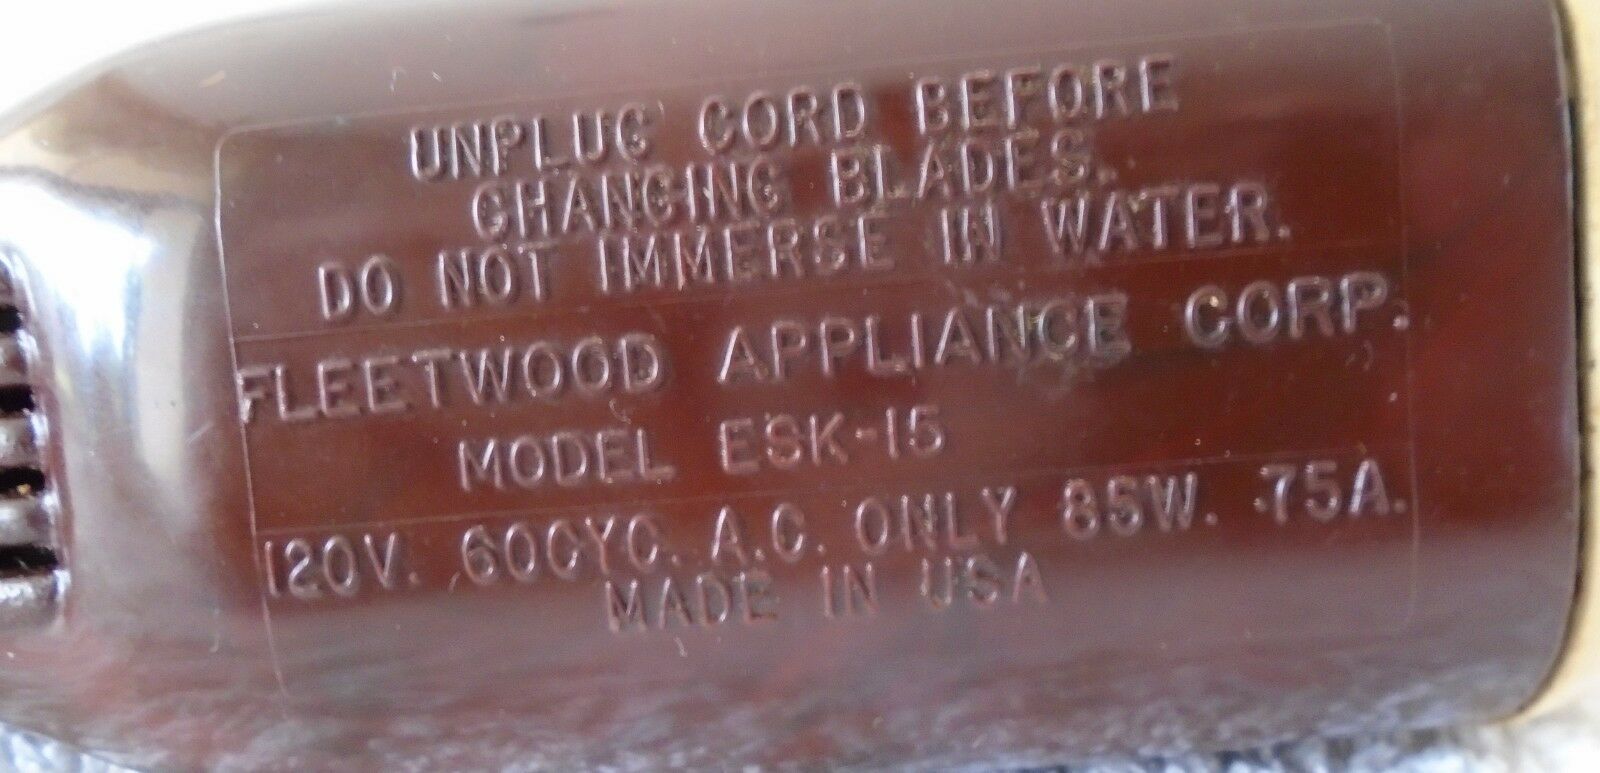 UNPLUG CORD BEFORE
CHANGING BLADES.
DO NOT IMMERSE IN WATER.
FLEETWOOD APPLIANCE CORP.
MODEL ESK-15
120V. 60CYC. A.C. ONLY 85W. .75A.
MADE IN USA